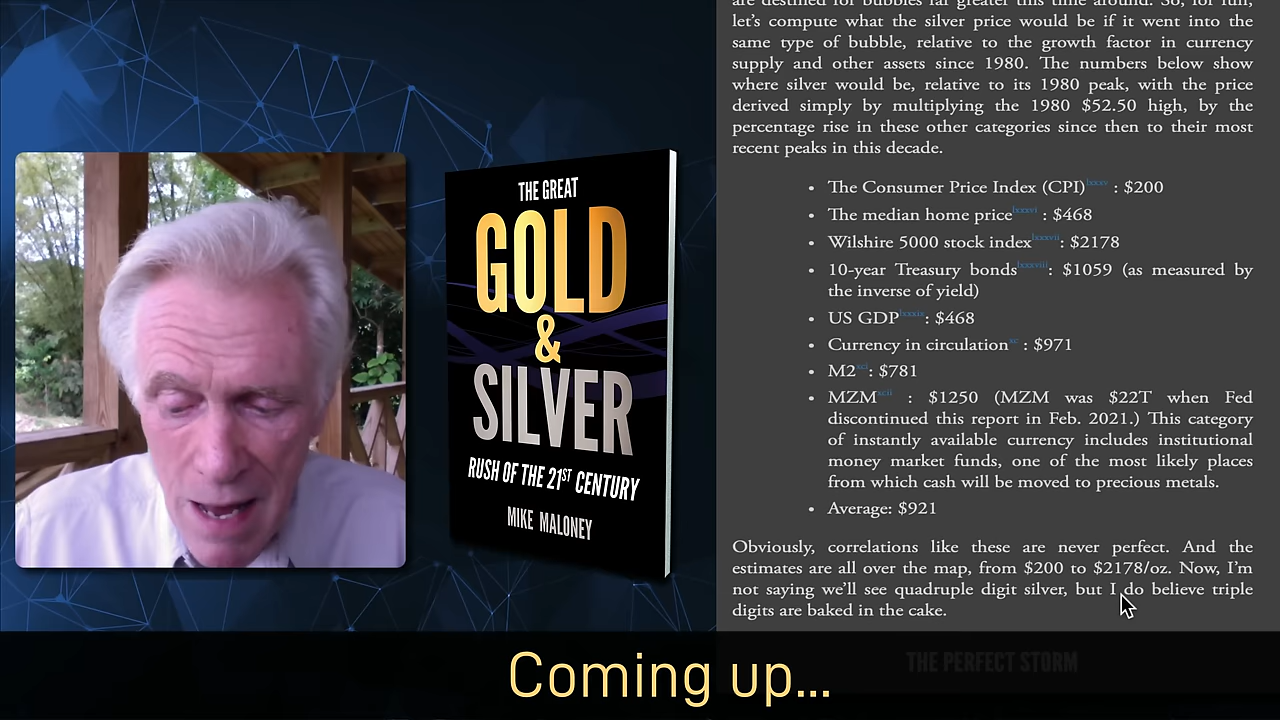 THE GREAT
GOLD
&
SILVER
RUSH OF THE 21ST CENTURY
MIKE MALONEY
are destined for bubbles far greater this time around. So, for fun,
let's compute what the silver price would be if it went into the
same type of bubble, relative to the growth factor in currency
supply and other assets since 1980. The numbers below show
where silver would be, relative to its 1980 peak, with the price
derived simply by multiplying the 1980 $52.50 high, by the
percentage rise in these other categories since then to their most
recent peaks in this decade.
• The Consumer Price Index (CPI)lxxxv : $200
• The median home pricelxxxvi : $468
• Wilshire 5000 stock indexlxxxvii: $2178
• 10-year Treasury bondslxxxviii: $1059 (as measured by
the inverse of yield)
• US GDPlxxxix: $468
• Currency in circulationxc : $971
• M2xci: $781
• MZMxcii : $1250 (MZM was $22T when Fed
discontinued this report in Feb. 2021.) This category
of instantly available currency includes institutional
money market funds, one of the most likely places
from which cash will be moved to precious metals.
• Average: $921
Obviously, correlations like these are never perfect. And the
estimates are all over the map, from $200 to $2178/oz. Now, I'm
not saying we'll see quadruple digit silver, but I do believe triple
digits are baked in the cake.
THE PERFECT STORM
Coming up...